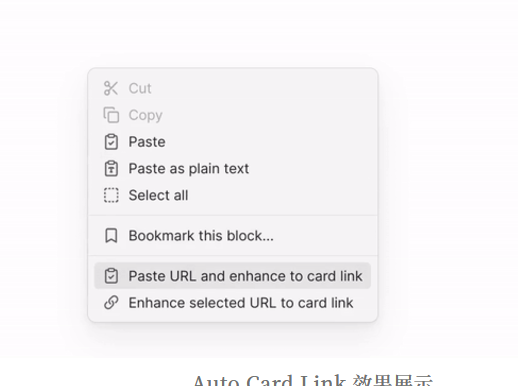 Cut
Copy
Paste
Paste as plain text
Select all
Bookmark this block...
Paste URL and enhance to card link
Enhance selected URL to card link
Auto Card Link 效果展示